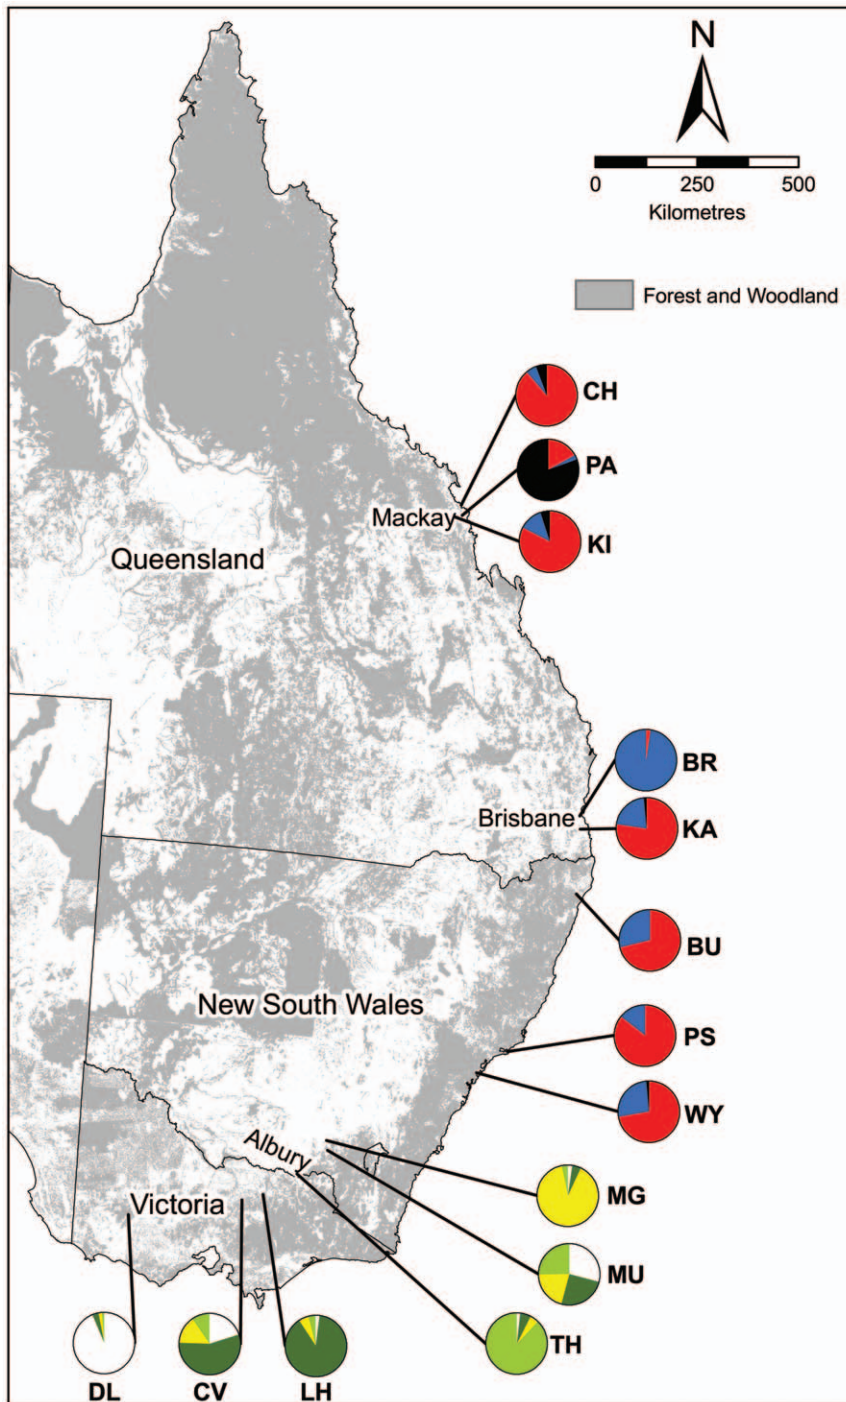 N
0 250 500
Kilometres
Forest and Woodland
CH
PA
Mackay
KI
Queensland
BR
Brisbane
KA
BU
New South Wales
PS
WY
Albury
MG
Victoria
MU
TH
DL CV LH